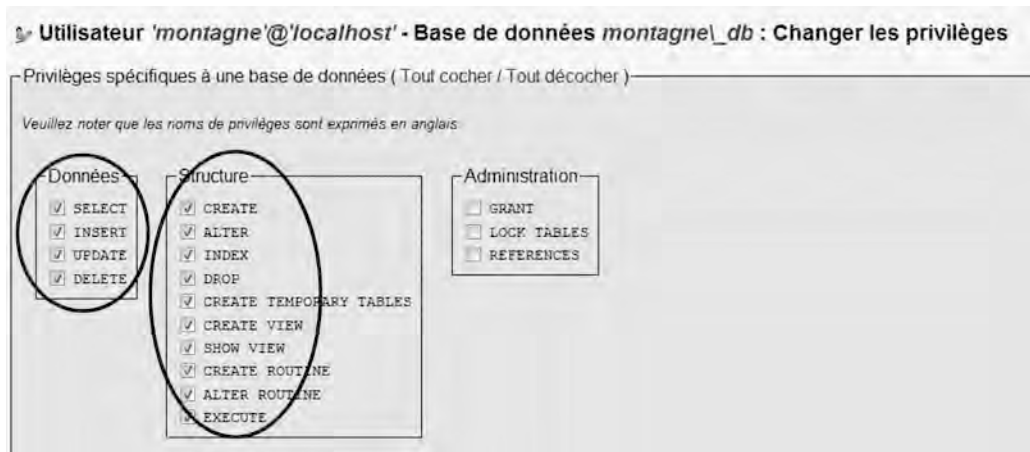 Utilisateur 'montagne'@'localhost' - Base de données montagne\_db : Changer les privilèges
Privilèges spécifiques à une base de données ( Tout cocher / Tout décocher )
Veuillez noter que les noms de privilèges sont exprimés en anglais
Données
SELECT
INSERT
UPDATE
DELETE
Structure
CREATE
ALTER
INDEX
DROP
CREATE TEMPORARY TABLES
CREATE VIEW
SHOW VIEW
CREATE ROUTINE
ALTER ROUTINE
EXECUTE
Administration
GRANT
LOCK TABLES
REFERENCES